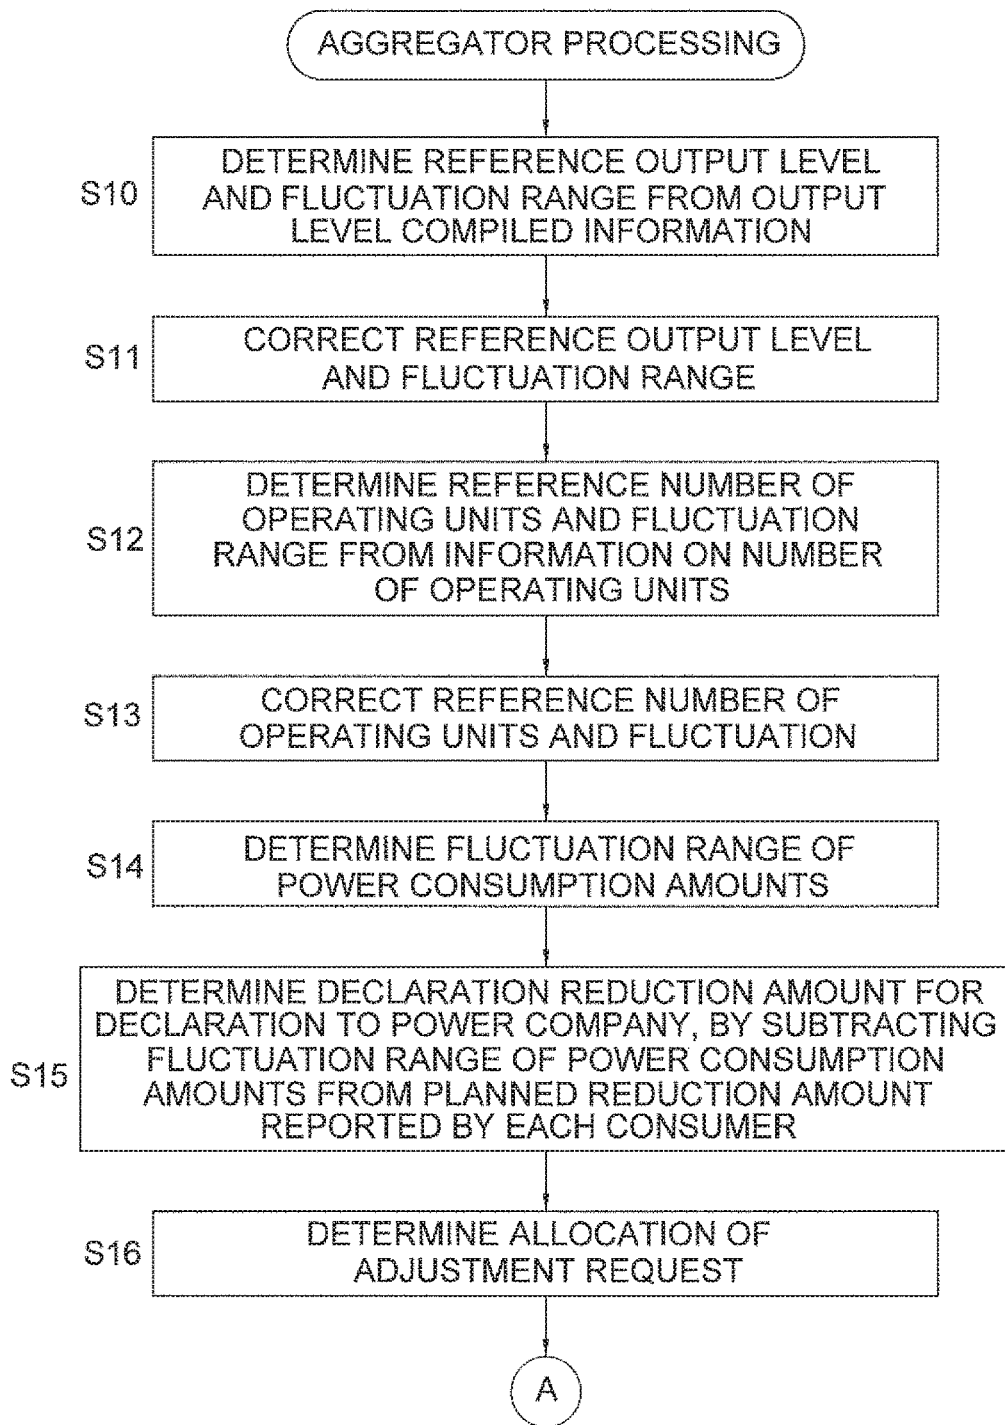 AGGREGATOR PROCESSING
S10
DETERMINE REFERENCE OUTPUT LEVEL
AND FLUCTUATION RANGE FROM OUTPUT
LEVEL COMPILED INFORMATION
S11
CORRECT REFERENCE OUTPUT LEVEL
AND FLUCTUATION RANGE
S12
DETERMINE REFERENCE NUMBER OF
OPERATING UNITS AND FLUCTUATION
RANGE FROM INFORMATION ON NUMBER
OF OPERATING UNITS
S13
CORRECT REFERENCE NUMBER OF
OPERATING UNITS AND FLUCTUATION
S14
DETERMINE FLUCTUATION RANGE OF
POWER CONSUMPTION AMOUNTS
S15
DETERMINE DECLARATION REDUCTION AMOUNT FOR
DECLARATION TO POWER COMPANY, BY SUBTRACTING
FLUCTUATION RANGE OF POWER CONSUMPTION
AMOUNTS FROM PLANNED REDUCTION AMOUNT
REPORTED BY EACH CONSUMER
S16
DETERMINE ALLOCATION OF
ADJUSTMENT REQUEST
A